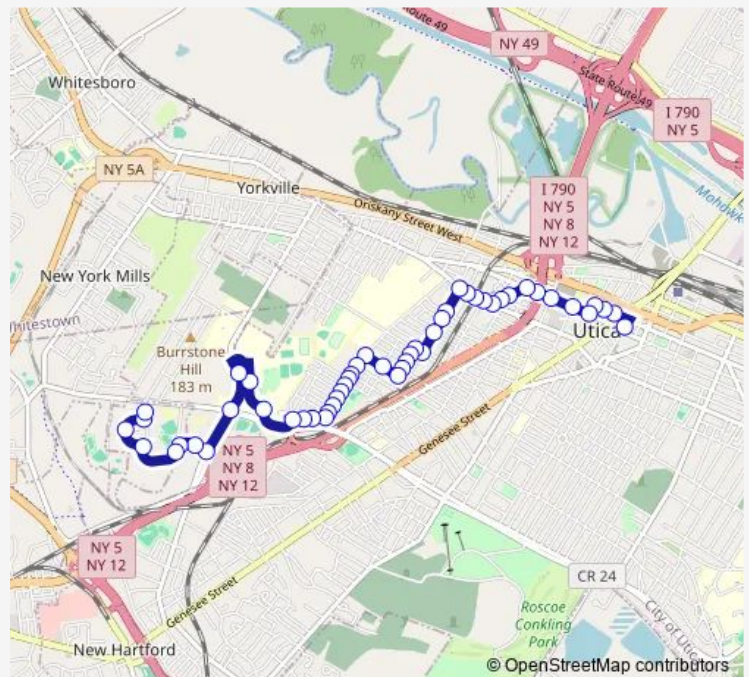 Route 49
NY 49
State Route 49
Whitesboro
I 790
NY 5
NY 5A
Yorkville
Oriskany Street West
I 790
NY 5
NY 8
NY 12
Mohawk
New York Mills
Whitestown
Utica
Burrstone
Hill
183 m
Genesee Street
NY 5
NY 8
NY 12
NY 5
NY 12
CR 24
Genesee Street
Roscoe
Conkling
Park
City of Utica
New Hartford
© OpenStreetMap contributors